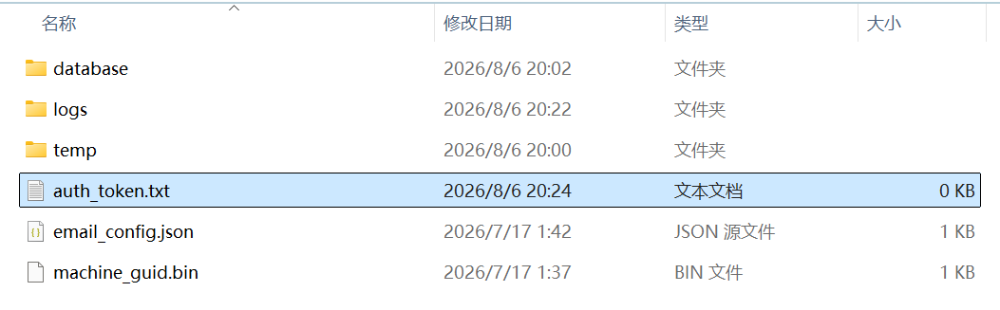 名称 修改日期 类型 大小
database 2026/8/6 20:02 文件夹
logs 2026/8/6 20:22 文件夹
temp 2026/8/6 20:00 文件夹
auth_token.txt 2026/8/6 20:24 文本文档 0 KB
email_config.json 2026/7/17 1:42 JSON 源文件 1 KB
machine_guid.bin 2026/7/17 1:37 BIN 文件 1 KB